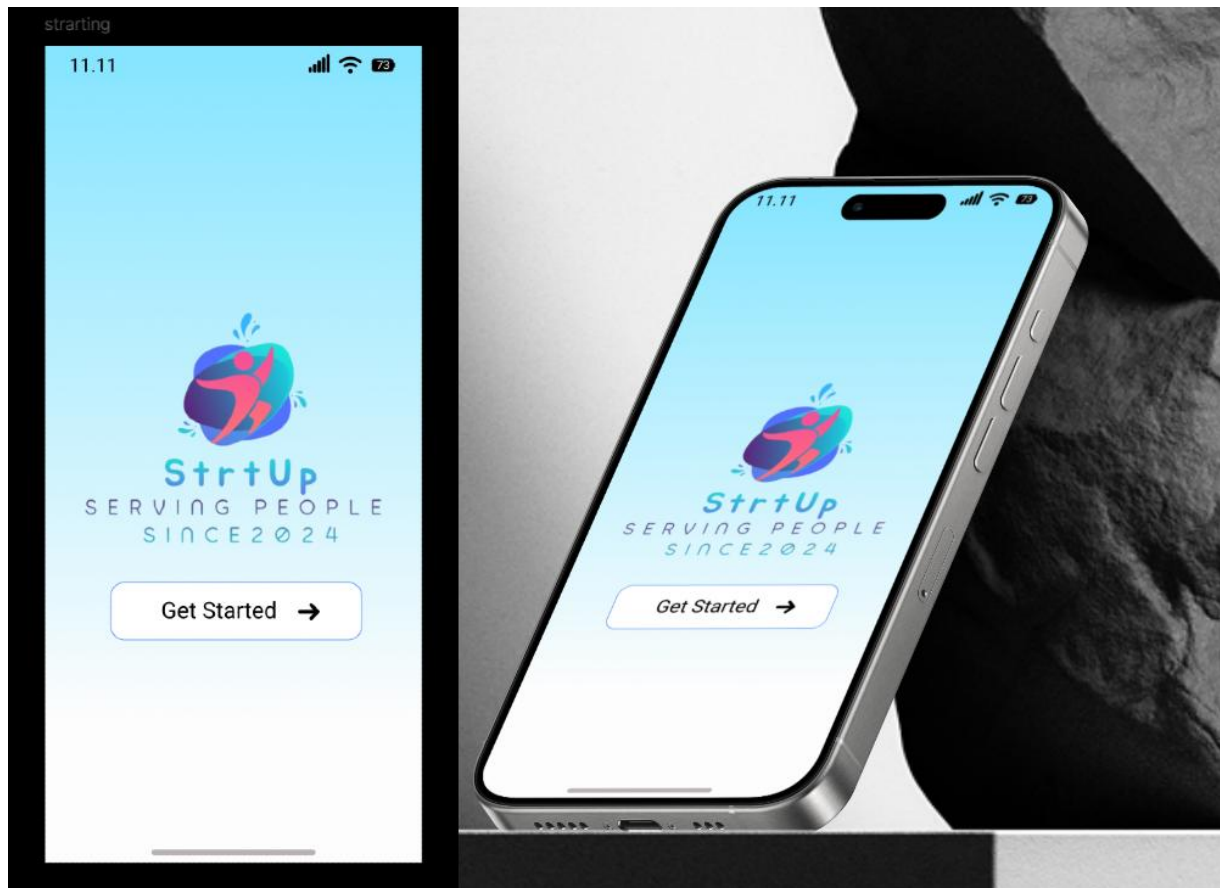 strarting
11.11
73
StrtUp
SERVING PEOPLE
SINCE2024
Get Started →
11.11
73
StrtUp
SERVING PEOPLE
SINCE2024
Get Started →